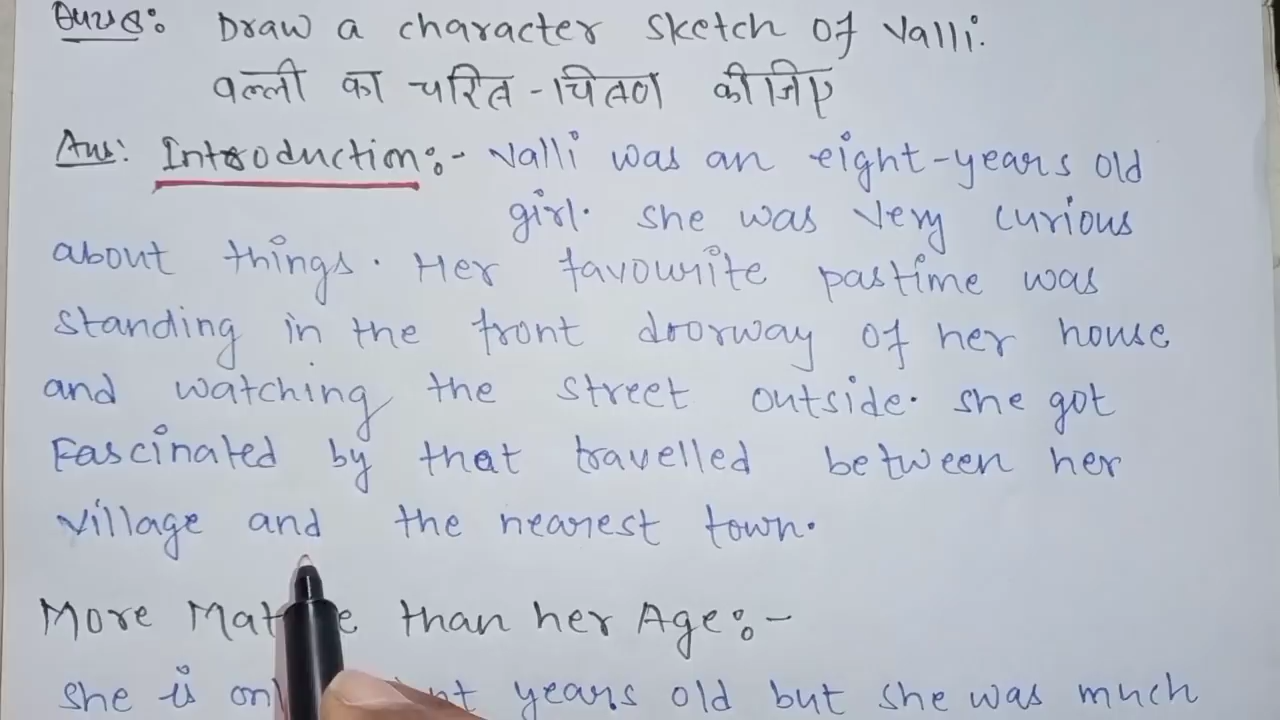 Ques: Draw a character sketch of Valli.
वल्ली का चरित - चितण कीजिए
Ans: Introduction:- Valli was an eight-years old
girl. She was very curious
about things. Her favourite pastime was
standing in the front doorway of her house
and watching the street outside. she got
Fascinated by that travelled between her
village and the nearest town.
More than her Age:-
She is years old but she was much